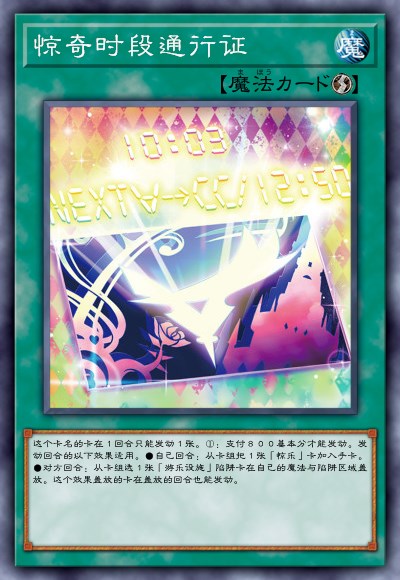 惊奇时段通行证
魔
【魔法カード】
まほう
10:03
NEXT∀→CC/12:50
这个卡名的卡在1回合只能发动1张。①：支付800基本分才能发动。发
动回合的以下效果适用。●自己回合：从卡组把1张「惊乐」卡加入手卡。
●对方回合：从卡组选1张「游乐设施」陷阱卡在自己的魔法与陷阱区域盖
放。这个效果盖放的卡在盖放的回合也能发动。